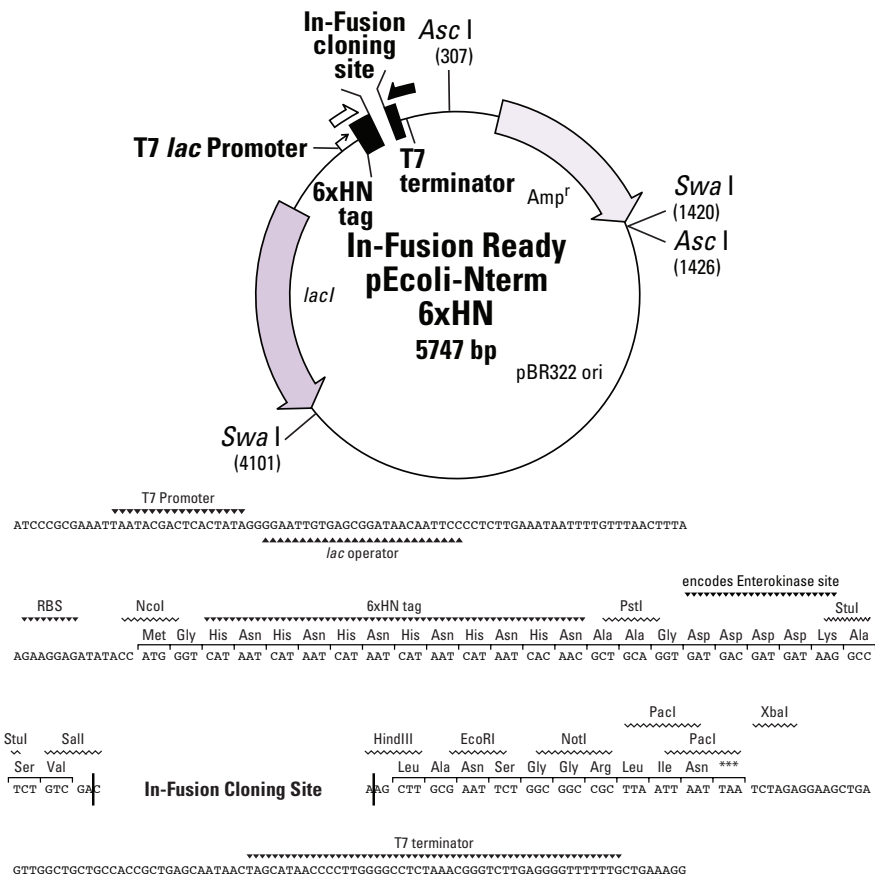 In-Fusion
cloning
site
Asc I
(307)
T7 lac Promoter
6xHN
tag
T7
terminator
Ampr
Swa I
(1420)
Asc I
(1426)
In-Fusion Ready
pEcoli-Nterm
6xHN
5747 bp
lacI
pBR322 ori
Swa I
(4101)
T7 Promoter
ATCCCGCGAAATTAATACGACTCACTATAGGGGAATTGTGAGCGGATAACAATTCCCCTCTTGAAATAATTTTGTTTAACTTTA
lac operator
encodes Enterokinase site
RBS NcoI 6xHN tag PstI StuI
Met Gly His Asn His Asn His Asn His Asn His Asn His Asn Ala Ala Gly Asp Asp Asp Asp Lys Ala
AGAAGGAGATATACC ATG GGT CAT AAT CAT AAT CAT AAT CAT AAT CAT AAT CAC AAC GCT GCA GGT GAT GAC GAT GAT AAG GCC
PacI XbaI
StuI SalI HindIII EcoRI NotI PacI
Ser Val Leu Ala Asn Ser Gly Gly Arg Leu Ile Asn ***
TCT GTC GAC In-Fusion Cloning Site AAG CTT GCG AAT TCT GGC GGC CGC TTA ATT AAT TAA TCTAGAGGAAGCTGA
T7 terminator
GTTGGCTGCTGCCACCGCTGAGCAATAACTAGCATAACCCCTTGGGGCCTCTAAACGGGTCTTGAGGGGTTTTTTGCTGAAAGG